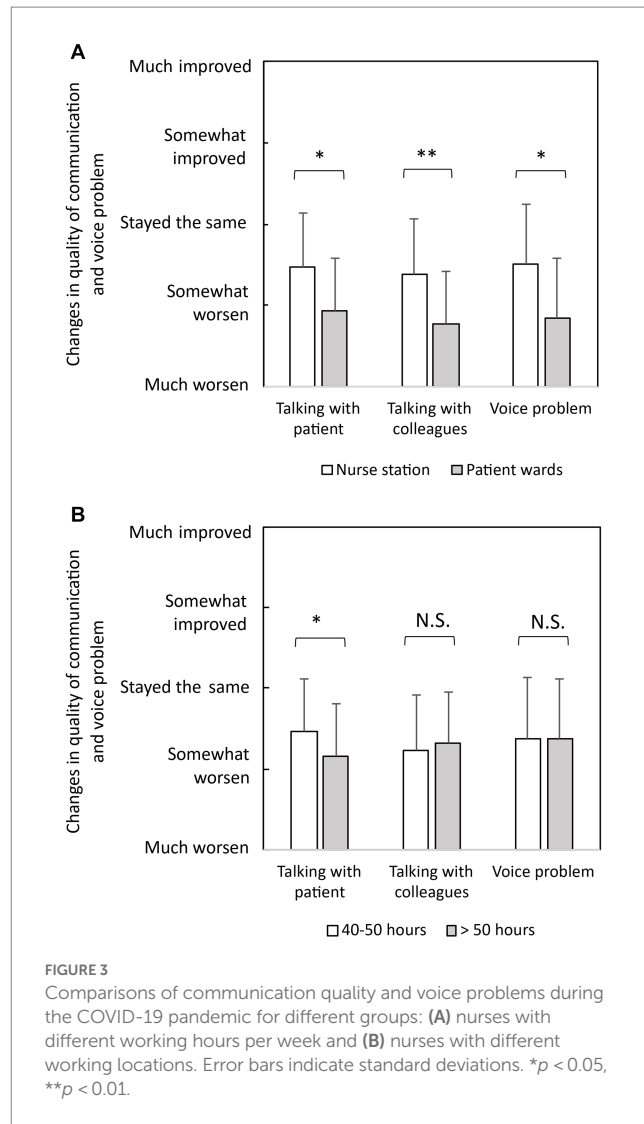 A
Much improved
Somewhat
improved
Stayed the same
Somewhat
worsen
Much worsen
Changes in quality of communication
and voice problem
*
**
*
Talking with
patient
Talking with
colleagues
Voice problem
Nurse station
Patient wards
B
Much improved
Somewhat
improved
Stayed the same
Somewhat
worsen
Much worsen
Changes in quality of communication
and voice problem
*
N.S.
N.S.
Talking with
patient
Talking with
colleagues
Voice problem
40-50 hours
> 50 hours
FIGURE 3
Comparisons of communication quality and voice problems during
the COVID-19 pandemic for different groups: (A) nurses with
different working hours per week and (B) nurses with different
working locations. Error bars indicate standard deviations. *p < 0.05,
**p < 0.01.